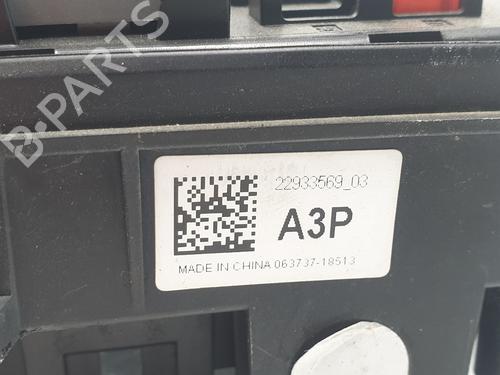 B-PARTS
22933569_03
A3P
MADE IN CHINA 063737-18513